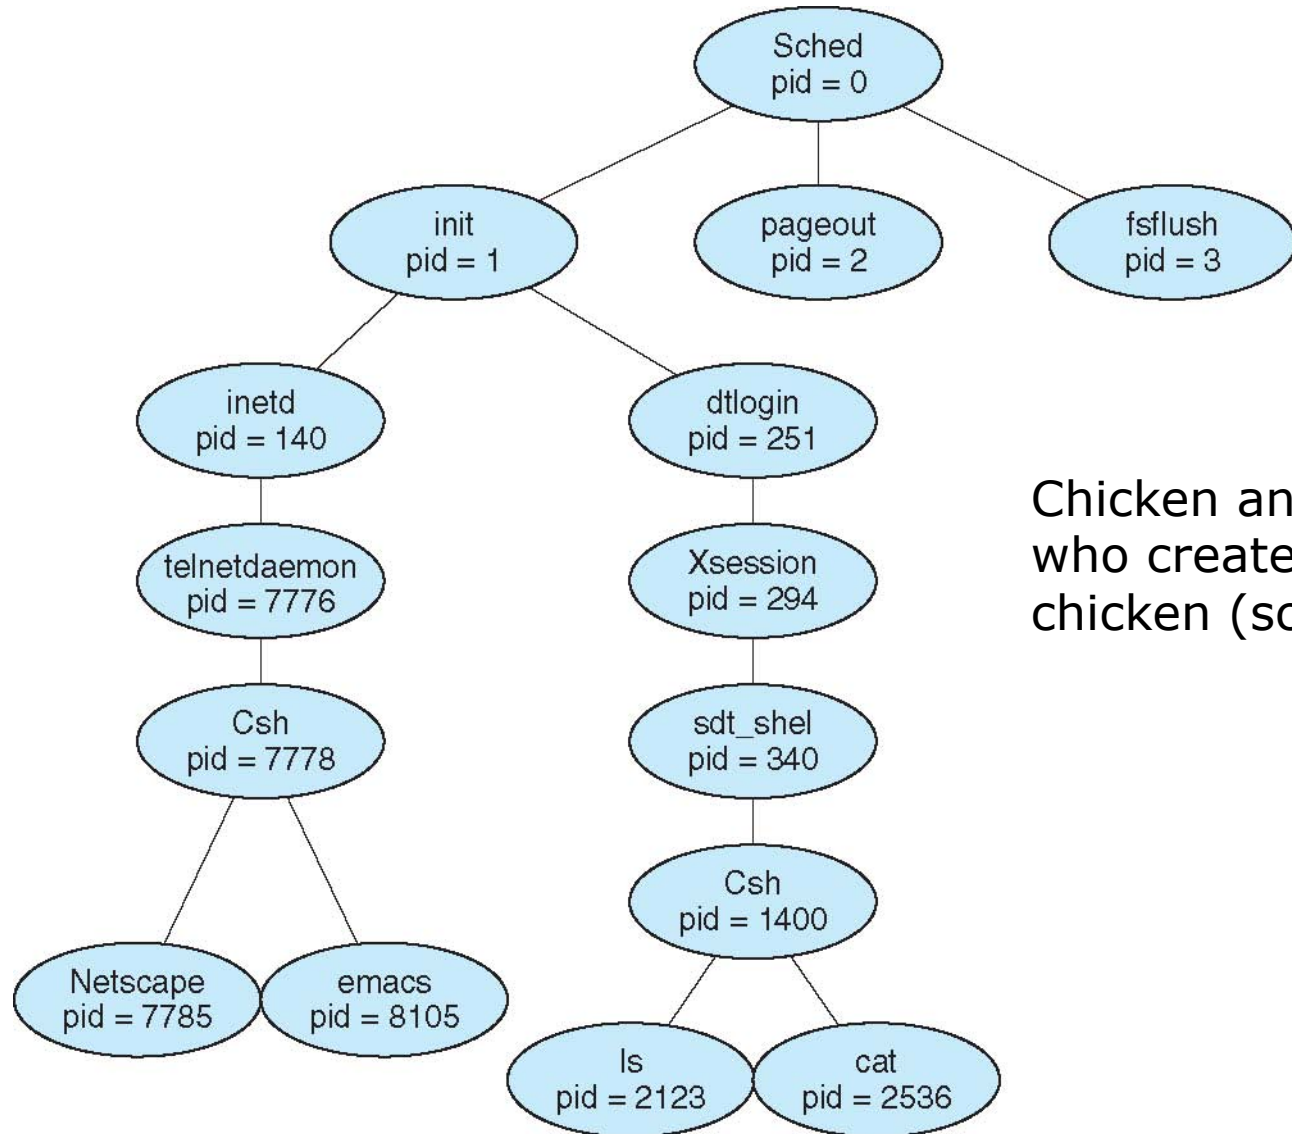 Sched
pid = 0
init
pid = 1
pageout
pid = 2
fsflush
pid = 3
inetd
pid = 140
dtlogin
pid = 251
telnetdaemon
pid = 7776
Xsession
pid = 294
Csh
pid = 7778
sdt_shel
pid = 340
Csh
pid = 1400
Netscape
pid = 7785
emacs
pid = 8105
ls
pid = 2123
cat
pid = 2536
Chicken
who create
chicken